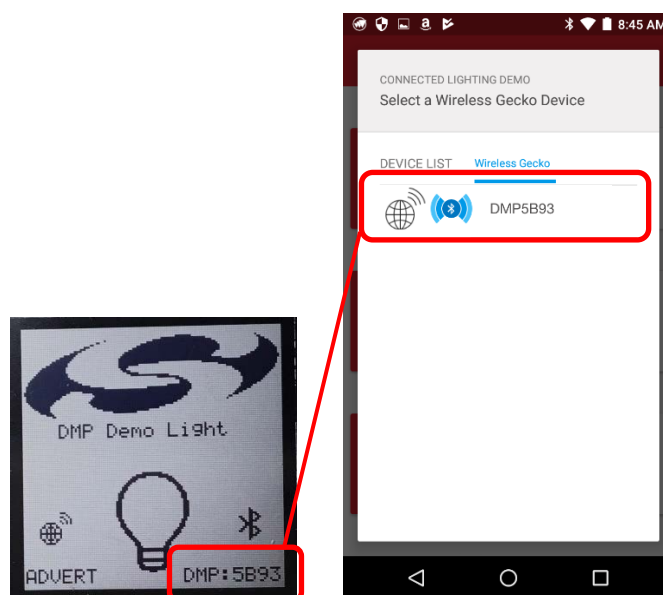 8:45 AM
CONNECTED LIGHTING DEMO
Select a Wireless Gecko Device
DEVICE LIST
Wireless Gecko
DMP5B93
DMP Demo Light
ADVERT
DMP:5B93